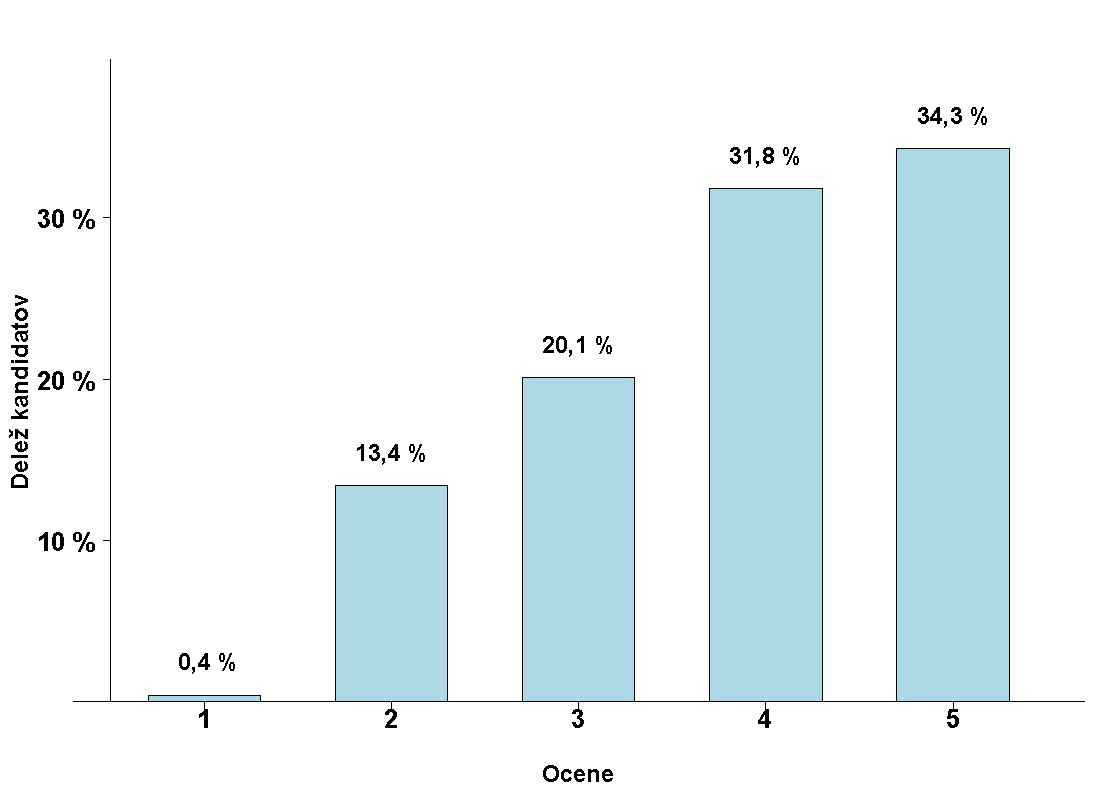 34,3 %
31,8 %
30 %
20,1 %
20 %
13,4 %
10 %
0,4 %
Delež kandidatov
1 2 3 4 5
Ocene